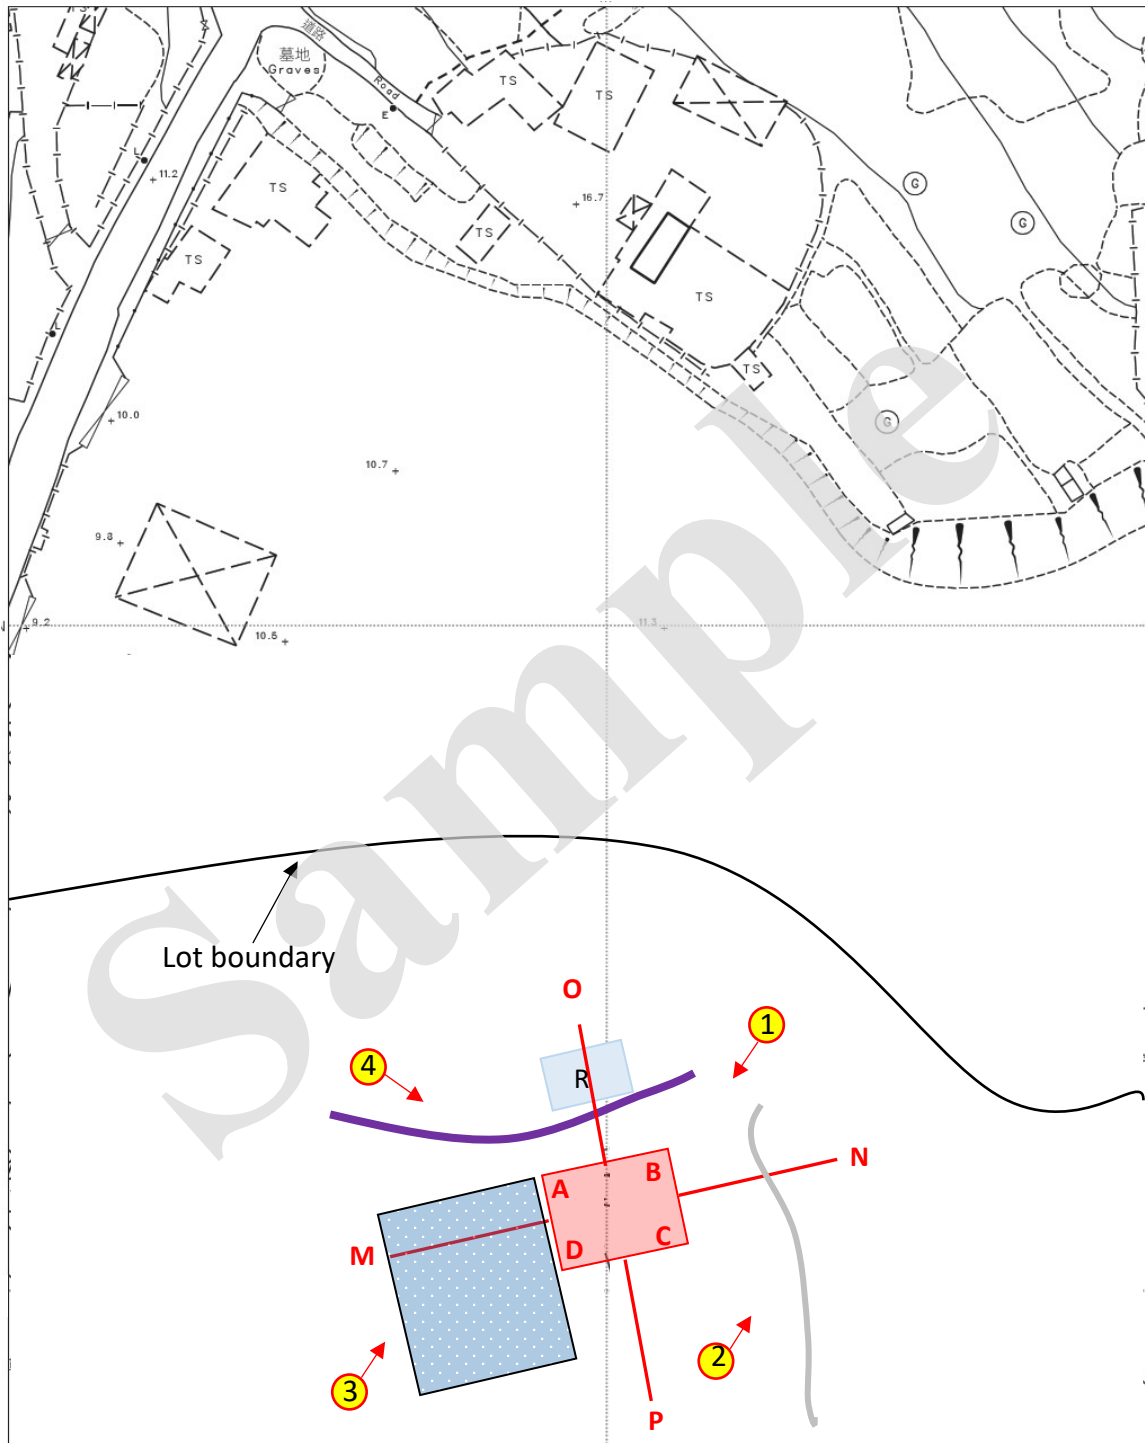 TS
道路
墓地
Graves
Road
E
TS
TS
L
11.2
TS
16.7
G
G
TS
TS
TS
L
TS
10.0
G
10.7
9.8
9.2
10.5
11.3
Sample
Lot boundary
O
1
4
R
N
A
B
M
D
C
2
3
P